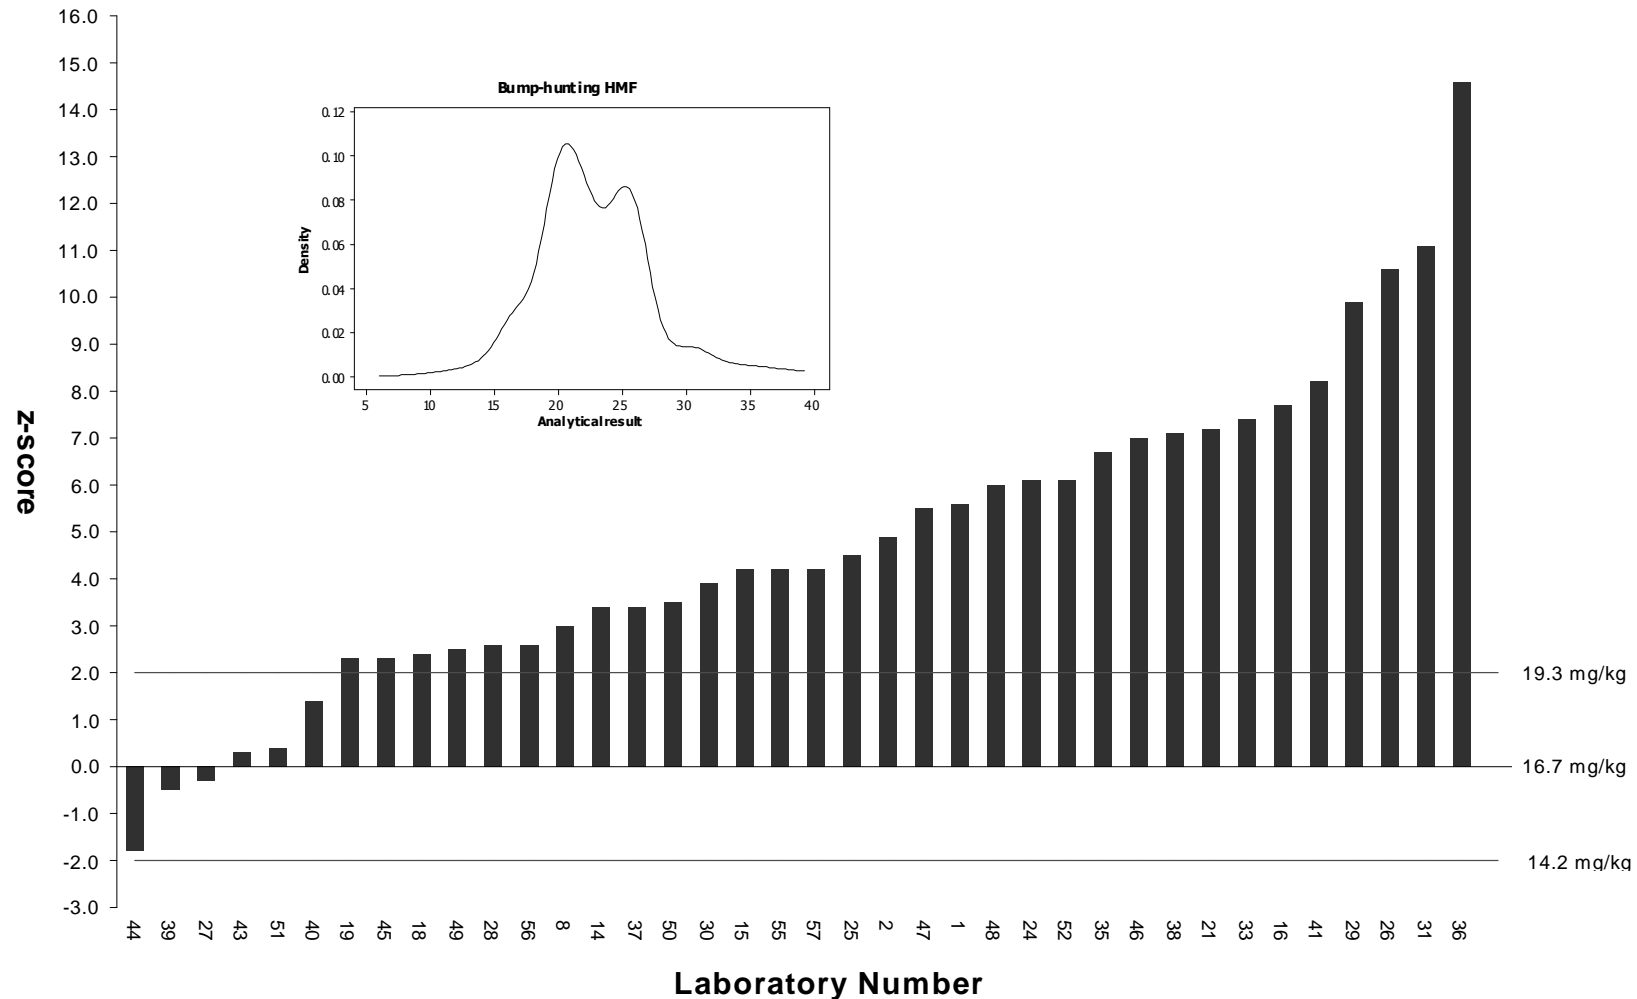 16.0
15.0
14.0
13.0
12.0
11.0
10.0
9.0
8.0
7.0
6.0
5.0
4.0
3.0
2.0
1.0
0.0
-1.0
-2.0
-3.0
z-score
Bump-hunting HMF
0.12
0.10
0.08
0.06
0.04
0.02
0.00
Density
5 10 15 20 25 30 35 40
Analytical result
19.3 mg/kg
16.7 mg/kg
14.2 mg/kg
44 39 27 43 51 40 19 45 18 49 28 56 8 14 37 50 30 15 55 57 25 2 47 1 48 24 52 35 46 38 21 33 16 41 29 26 31 36
Laboratory Number